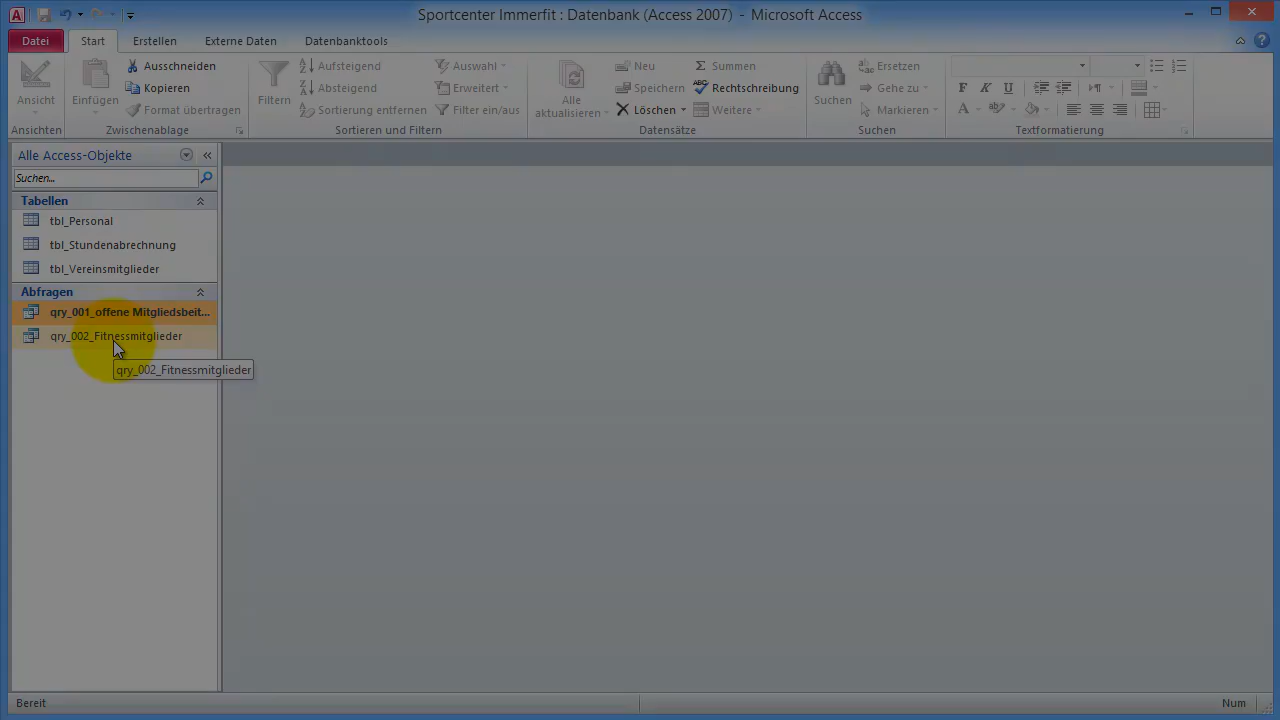 Sportcenter Immerfit : Datenbank (Access 2007) - Microsoft Access
Datei Start Erstellen Externe Daten Datenbanktools
Ansicht
Ansichten
Einfügen
Ausschneiden
Kopieren
Format übertragen
Zwischenablage
Filtern
Aufsteigend
Absteigend
Sortierung entfernen
Auswahl
Erweitert
Filter ein/aus
Sortieren und Filtern
Alle
aktualisieren
Neu
Speichern
Löschen
Summen
Rechtschreibung
Weitere
Datensätze
Suchen
Ersetzen
Gehe zu
Markieren
Suchen
F K U
A
Textformatierung
Alle Access-Objekte
Suchen...
Tabellen
tbl_Personal
tbl_Stundenabrechnung
tbl_Vereinsmitglieder
Abfragen
qry_001_offene Mitgliedsbeit...
qry_002_Fitnessmitglieder
qry_002_Fitnessmitglieder
Bereit
Num